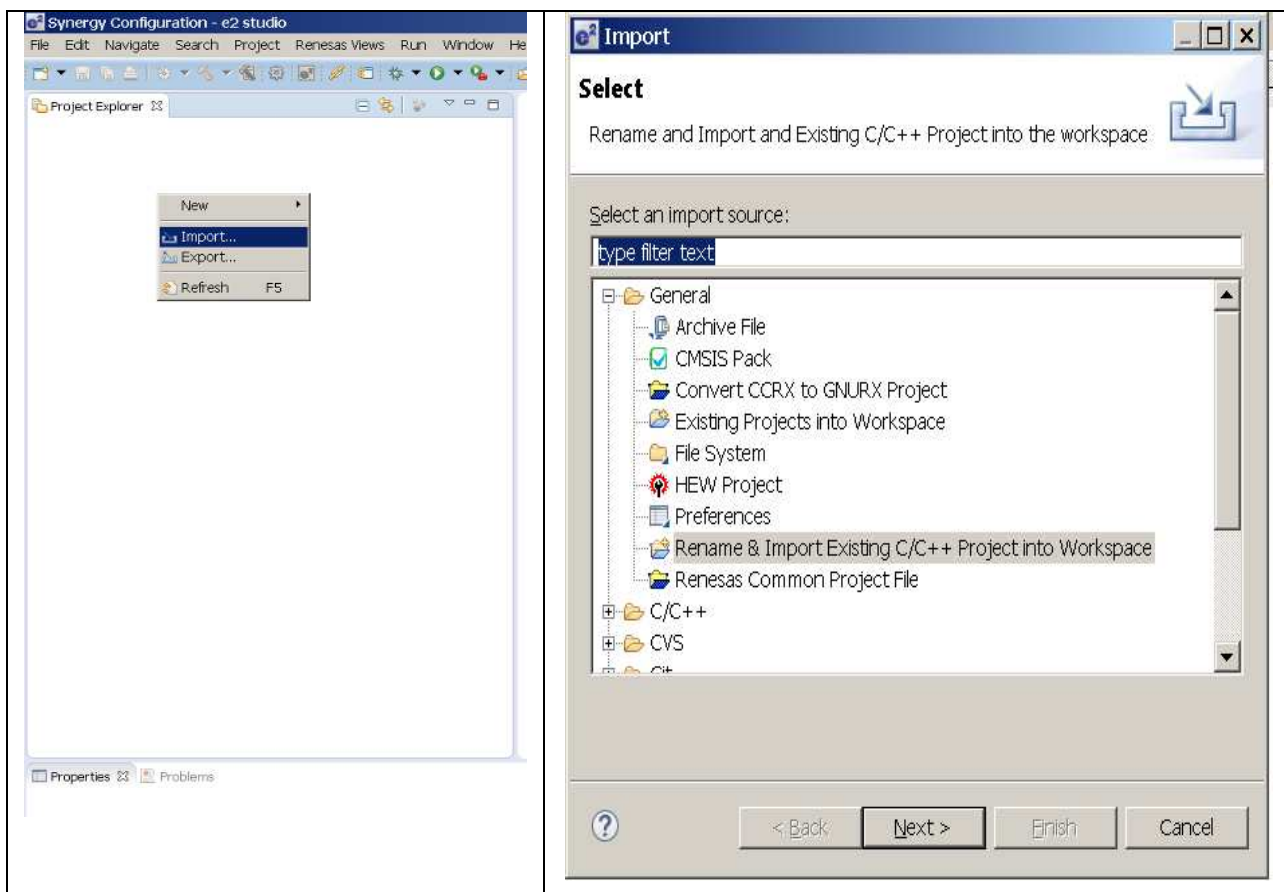 Synergy Configuration - e2 studio
File Edit Navigate Search Project Renesas Views Run Window He
Project Explorer
New
Import...
Export...
Refresh F5
Properties Problems
e² Import
Select
Rename and Import and Existing C/C++ Project into the workspace
Select an import source:
type filter text
General
Archive File
CMSIS Pack
Convert CCRX to GNURX Project
Existing Projects into Workspace
File System
HEW Project
Preferences
Rename & Import Existing C/C++ Project into Workspace
Renesas Common Project File
C/C++
CVS
Git
? < Back Next > Finish Cancel